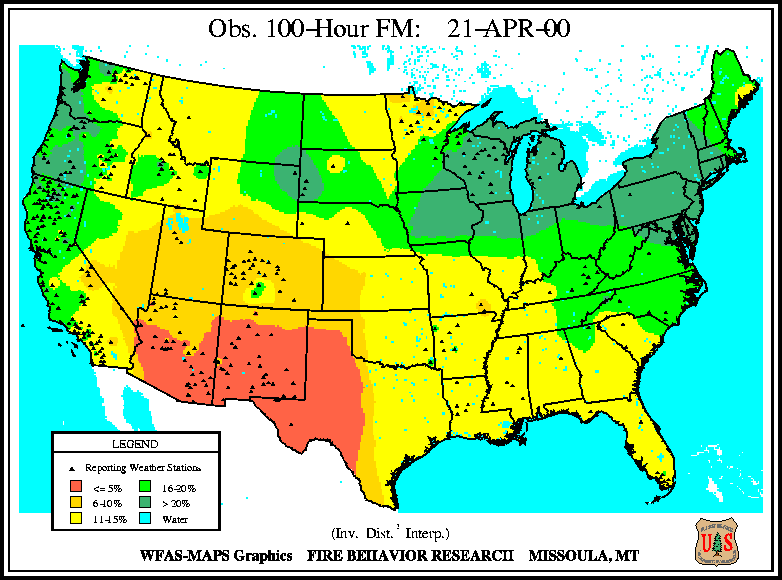 Obs. 100-Hour FM: 21-APR-00
LEGEND
Reporting Weather Stations
<= 5% 16-20%
6-10% > 20%
11-15% Water
(Inv. Dist.² Interp.)
WFAS-MAPS Graphics FIRE BEHAVIOR RESEARCH MISSOULA, MT
U S